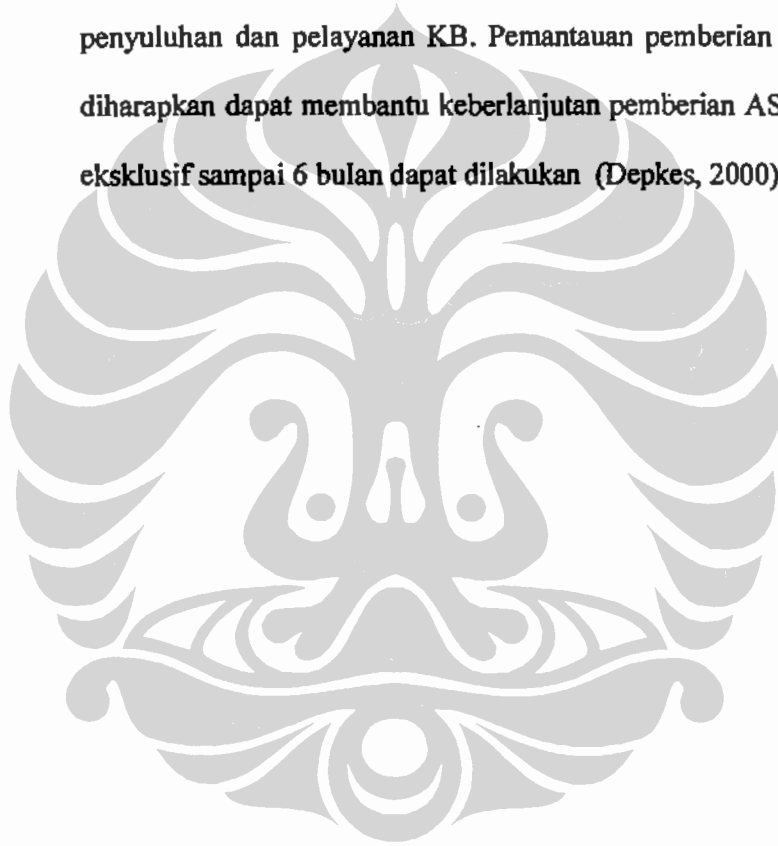 penyuluhan dan pelayanan KB. Pemantauan pemberian
diharapkan dapat membantu keberlanjutan pemberian AS
eksklusif sampai 6 bulan dapat dilakukan (Depkes, 2000)